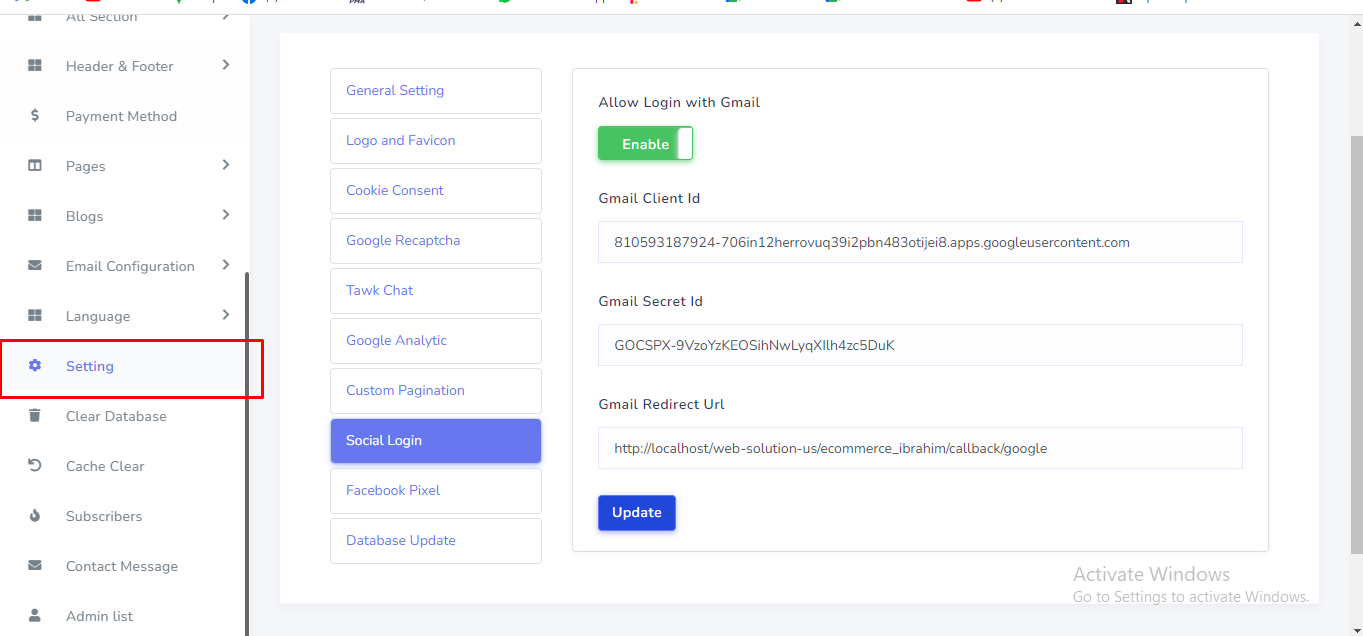 All Section
Header & Footer
Payment Method
Pages
Blogs
Email Configuration
Language
Setting
Clear Database
Cache Clear
Subscribers
Contact Message
Admin list
General Setting
Logo and Favicon
Cookie Consent
Google Recaptcha
Tawk Chat
Google Analytic
Custom Pagination
Social Login
Facebook Pixel
Database Update
Allow Login with Gmail
Enable
Gmail Client Id
810593187924-706in12herrovuq39i2pbn483otijei8.apps.googleusercontent.com
Gmail Secret Id
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
Gmail Redirect Url
http://localhost/web-solution-us/ecommerce_ibrahim/callback/google
Update
Activate Windows
Go to Settings to activate Windows.